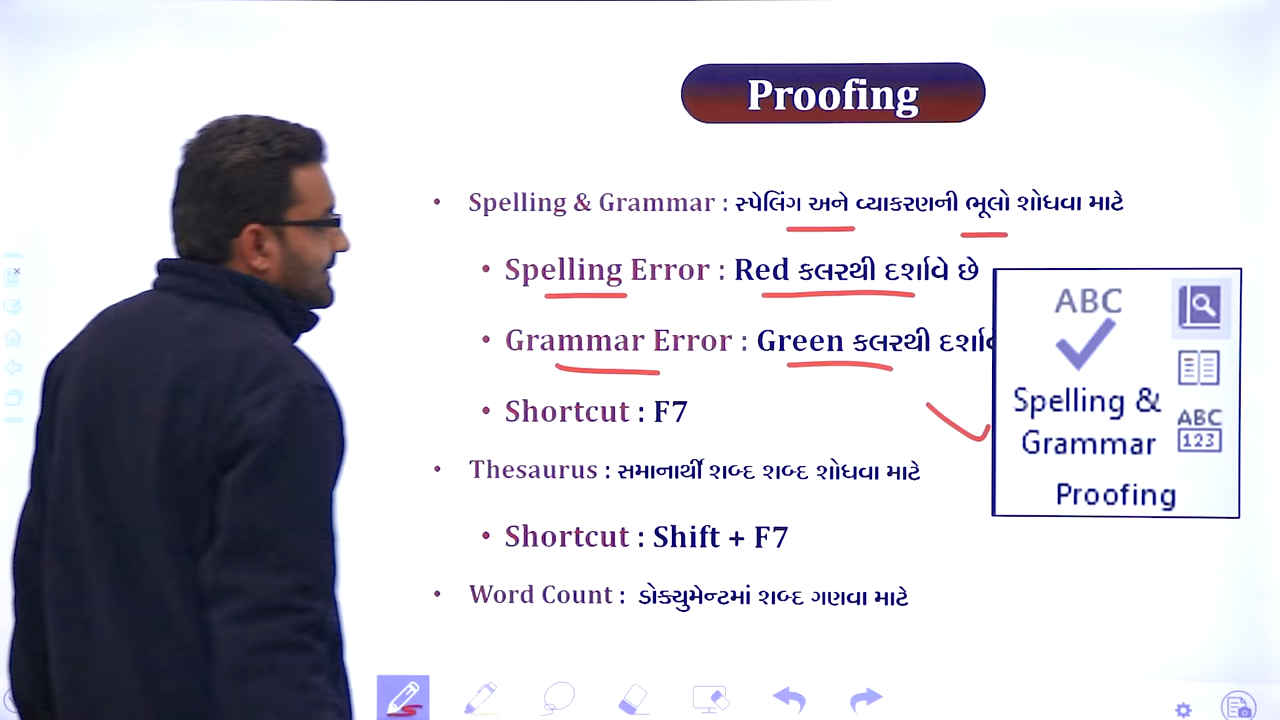 Proofing
• Spelling & Grammar : સ્પેલિંગ અને વ્યાકરણની ભૂલો શોધવા માટે
• Spelling Error : Red કલરથી દર્શાવે છે
• Grammar Error : Green કલરથી દર્શાવે
• Shortcut : F7
• Thesaurus : સમાનાર્થી શબ્દ શબ્દ શોધવા માટે
• Shortcut : Shift + F7
• Word Count : ડોક્યુમેન્ટમાં શબ્દ ગણવા માટે
ABC
Spelling &
Grammar
ABC
123
Proofing